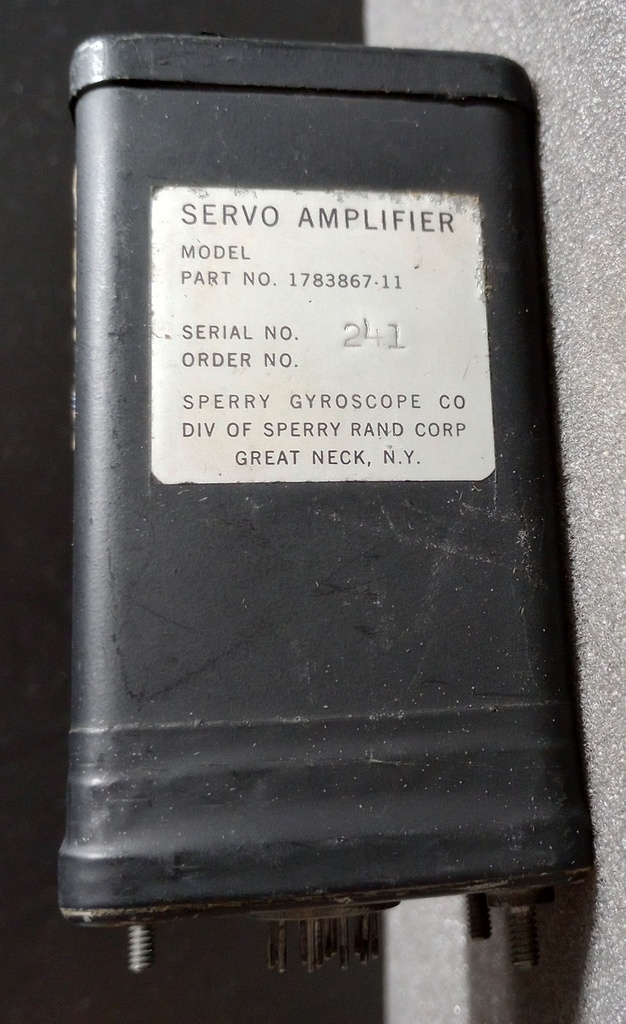 SERVO AMPLIFIER
MODEL
PART NO. 1783867-11
SERIAL NO. 241
ORDER NO.
SPERRY GYROSCOPE CO
DIV OF SPERRY RAND CORP
GREAT NECK, N.Y.